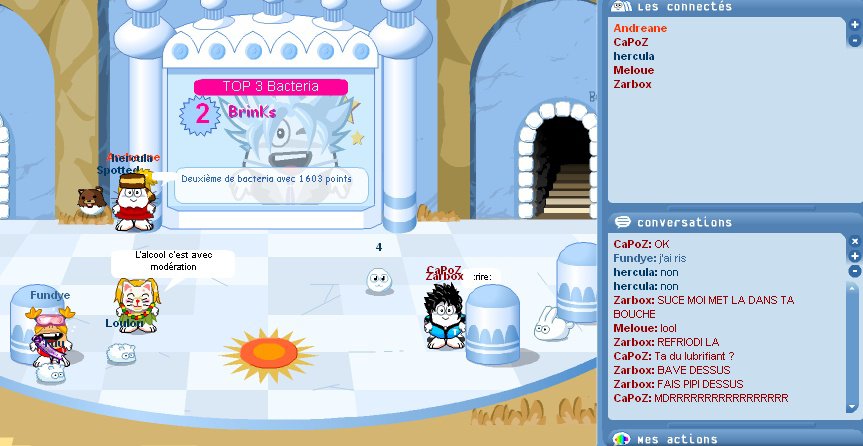 Les connectés
Andreane
CaPoZ
hercula
Meloue
Zarbox
TOP 3 Bacteria
2
BrinKs
Deuxième de bacteria avec 1603 points
hercula
Spotted
4
L'alcool c'est avec
modération
CaPoZ
Zarbox
:rire:
Fundye
Loulop
conversations
CaPoZ: OK
Fundye: j'ai ris
hercula: non
hercula: non
Zarbox: SUCE MOI MET LA DANS TA
BOUCHE
Meloue: lool
Zarbox: REFRIODI LA
CaPoZ: Ta du lubrifiant ?
Zarbox: BAVE DESSUS
Zarbox: FAIS PIPI DESSUS
CaPoZ: MDRRRRRRRRRRRRRRRRR
Mes actions